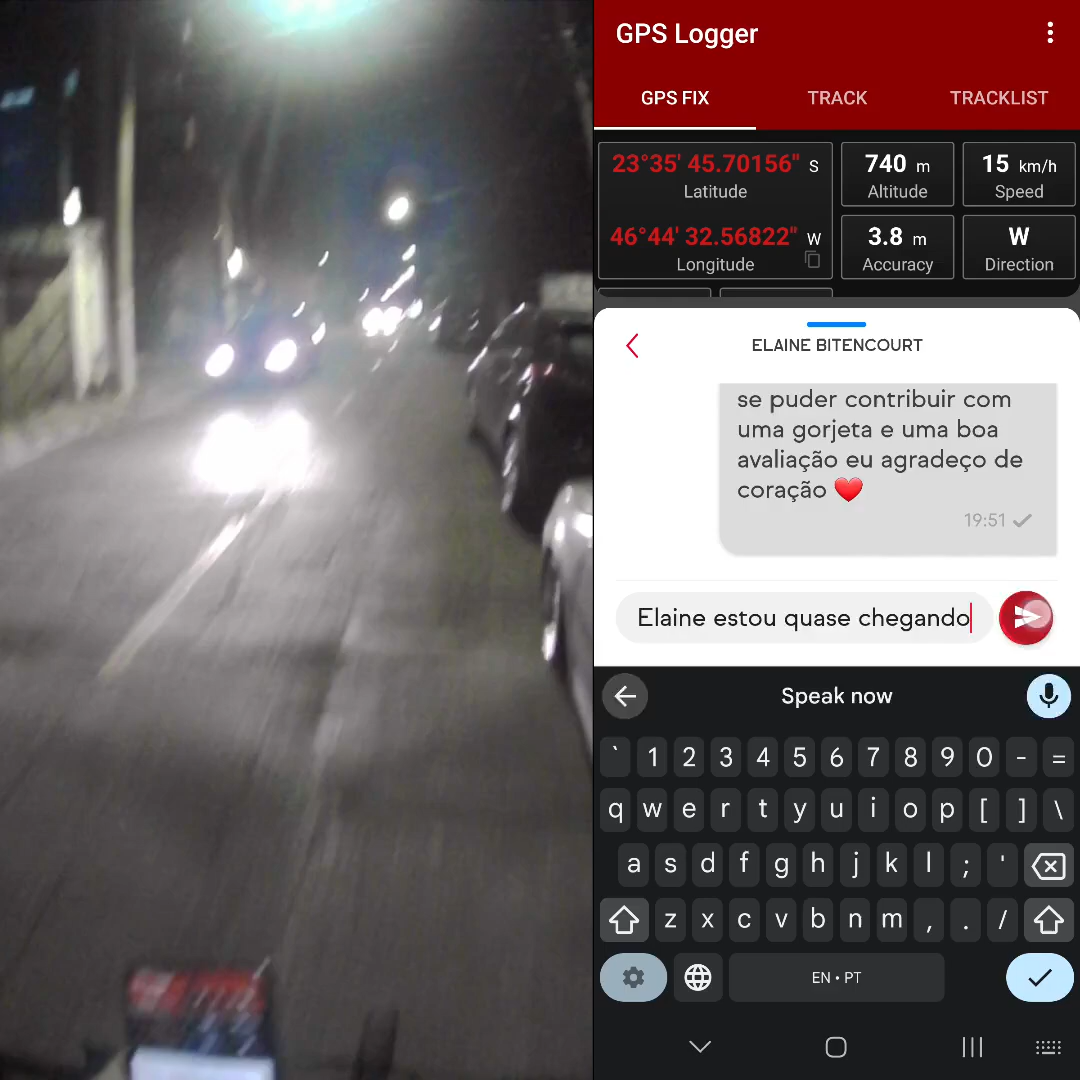 GPS Logger
GPS FIX
TRACK
TRACKLIST
23°35' 45.70156" S
Latitude
740 m
Altitude
15 km/h
Speed
46°44' 32.56822" W
Longitude
3.8 m
Accuracy
W
Direction
ELAINE BITENCOURT
se puder contribuir com
uma gorjeta e uma boa
avaliação eu agradeço de
coração ❤️
19:51
Elaine estou quase chegando
Speak now
` 1 2 3 4 5 6 7 8 9 0 - =
q w e r t y u i o p [ ] \
a s d f g h j k l ; '
z x c v b n m , . /
EN • PT